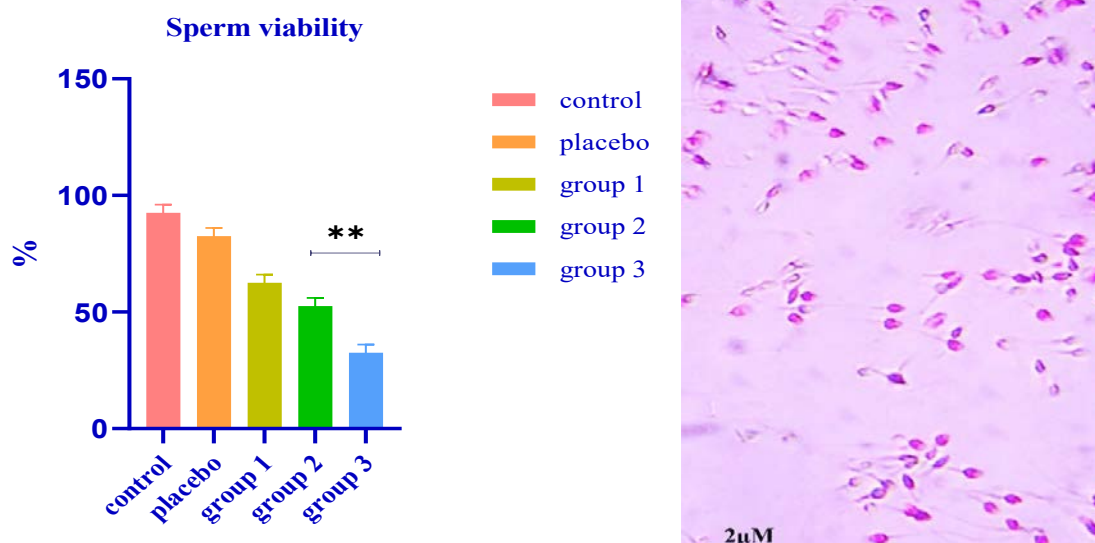 Sperm viability
150
100
50
0
%
**
control
placebo
group 1
group 2
group 3
control
placebo
group 1
group 2
group 3
2μM